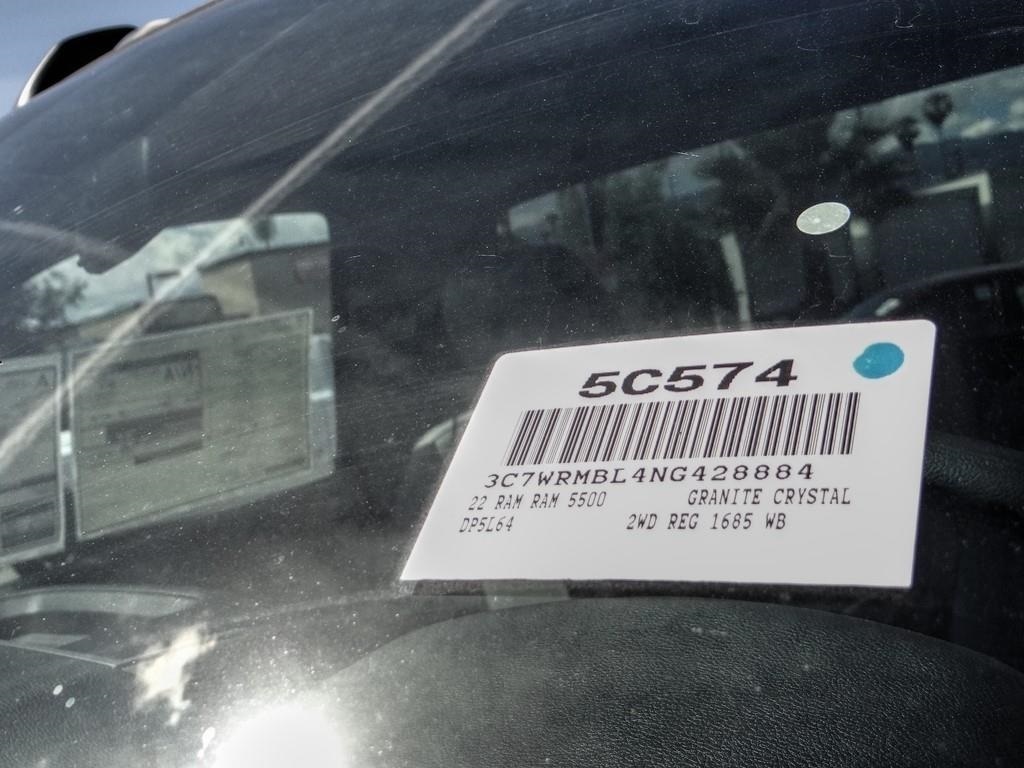 5C574
3C7WRMBL4NG428884
22 RAM RAM 5500 GRANITE CRYSTAL
DP5L64 2WD REG 1685 WB